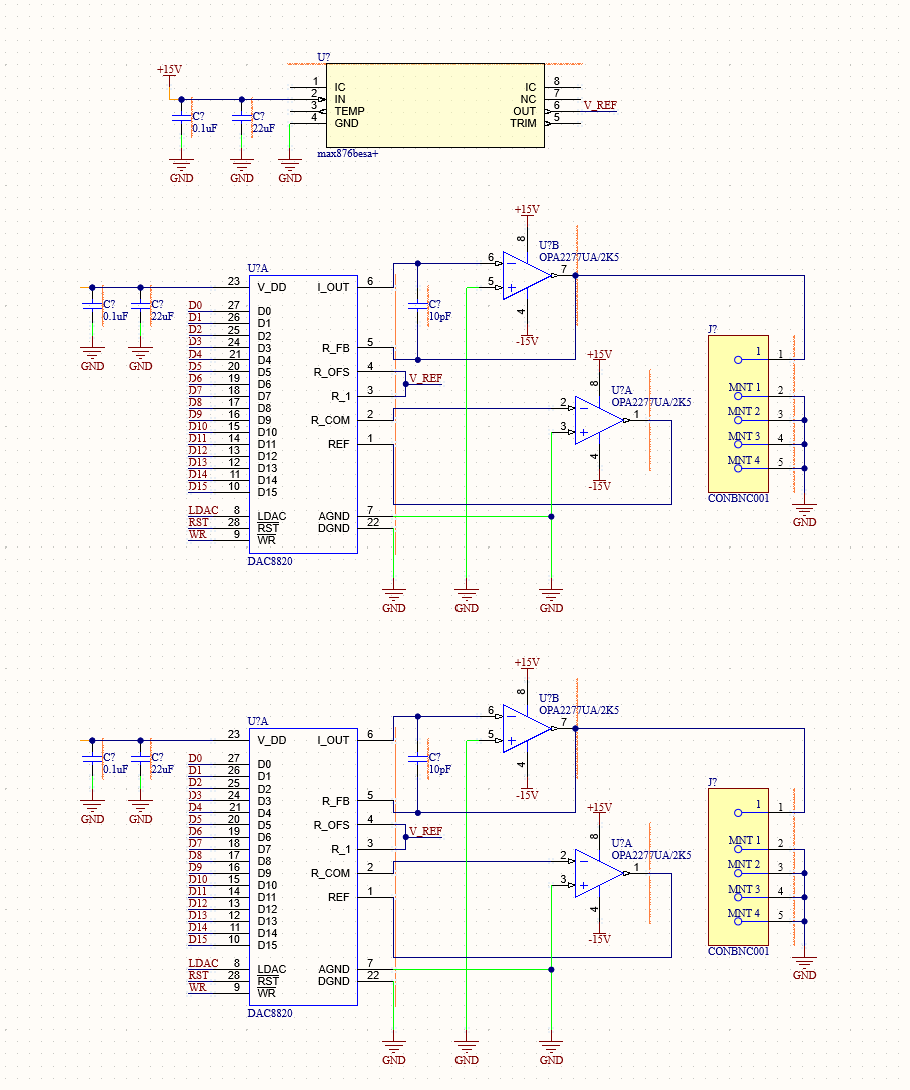 U?
+15V
1 IC IC 8
2 IN NC 7
3 TEMP OUT 6 V_REF
4 GND TRIM 5
C? C?
0.1uF 22uF
max876besa+
GND GND GND
+15V
8
U?B
OPA2277UA/2K5
U?A
6 7
23 V_DD I_OUT 6 5
C? C? C?
0.1uF 22uF 10pF
4
-15V
GND GND
D0 27 D0
D1 26 D1
D2 25 D2
D3 24 D3 R_FB 5
D4 21 D4
D5 20 D5 R_OFS 4
D6 19 D6 V_REF
D7 18 D7 R_1 3
D8 17 D8
D9 16 D9 R_COM 2
D10 15 D10
D11 14 D11 REF 1
D12 13 D12
D13 12 D13
D14 11 D14
D15 10 D15
LDAC 8 LDAC AGND 7
RST 28 RST DGND 22
WR 9 WR
DAC8820
+15V
8
U?A
OPA2277UA/2K5
2 1
3
4
-15V
J?
1 1
MNT 1 2
MNT 2 3
MNT 3 4
MNT 4 5
CONBNC001
GND
GND GND GND
+15V
8
U?B
OPA2277UA/2K5
U?A
6 7
23 V_DD I_OUT 6 5
C? C? C?
0.1uF 22uF 10pF
4
-15V
GND GND
D0 27 D0
D1 26 D1
D2 25 D2
D3 24 D3 R_FB 5
D4 21 D4
D5 20 D5 R_OFS 4
D6 19 D6 V_REF
D7 18 D7 R_1 3
D8 17 D8
D9 16 D9 R_COM 2
D10 15 D10
D11 14 D11 REF 1
D12 13 D12
D13 12 D13
D14 11 D14
D15 10 D15
LDAC 8 LDAC AGND 7
RST 28 RST DGND 22
WR 9 WR
DAC8820
+15V
8
U?A
OPA2277UA/2K5
2 1
3
4
-15V
J?
1 1
MNT 1 2
MNT 2 3
MNT 3 4
MNT 4 5
CONBNC001
GND
GND GND GND